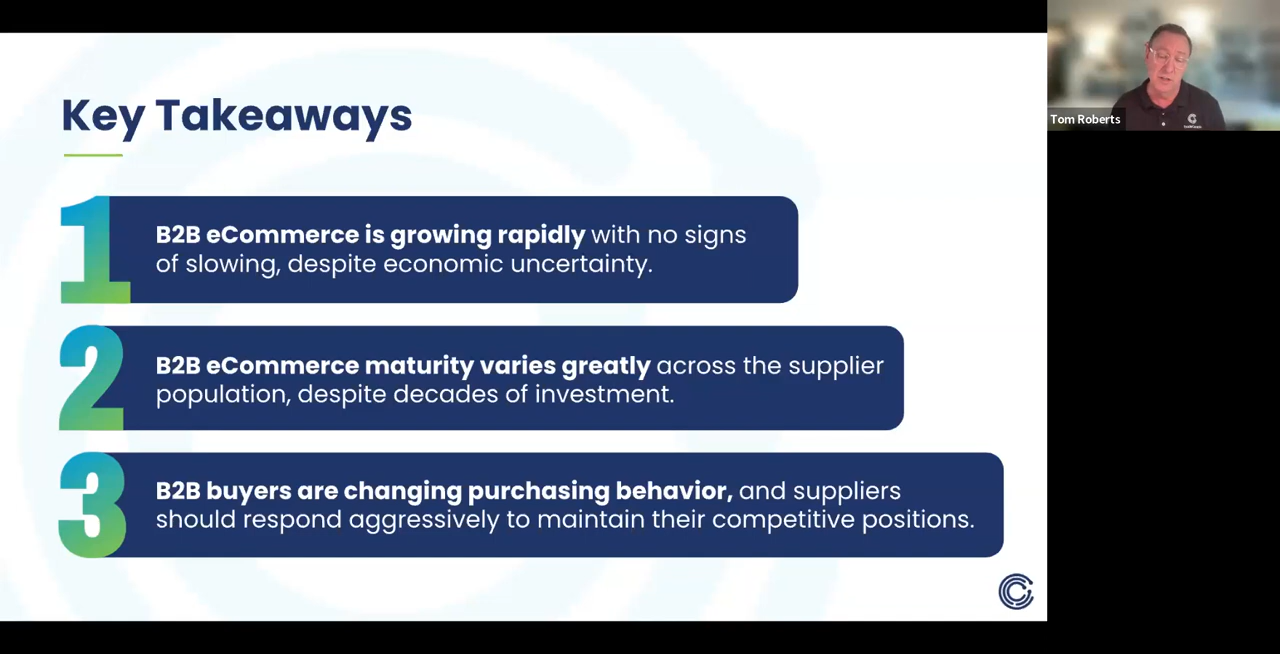 Key Takeaways
1
B2B eCommerce is growing rapidly with no signs
of slowing, despite economic uncertainty.
2
B2B eCommerce maturity varies greatly across the supplier
population, despite decades of investment.
3
B2B buyers are changing purchasing behavior, and suppliers
should respond aggressively to maintain their competitive positions.
Tom Roberts